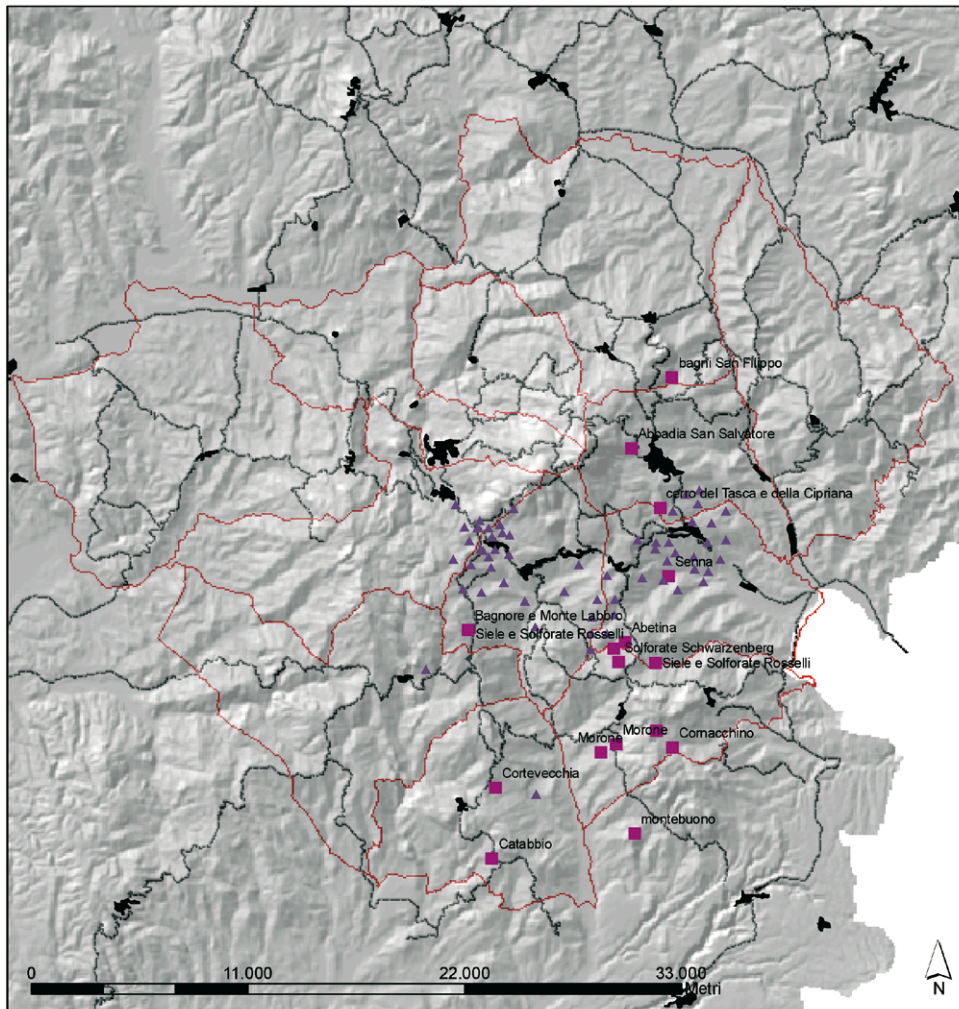 bagni San Filippo
Abbadia San Salvatore
cerro del Tasca e della Cipriana
Senna
Bagnore e Monte Labbro
Siele e Solforate Rosselli
Abetina
Solforate Schwarzenberg
Siele e Solforate Rosselli
Morone
Morone
Cornacchino
Cortevecchia
montebuono
Catabbio
0 11.000 22.000 33.000
Metri
N